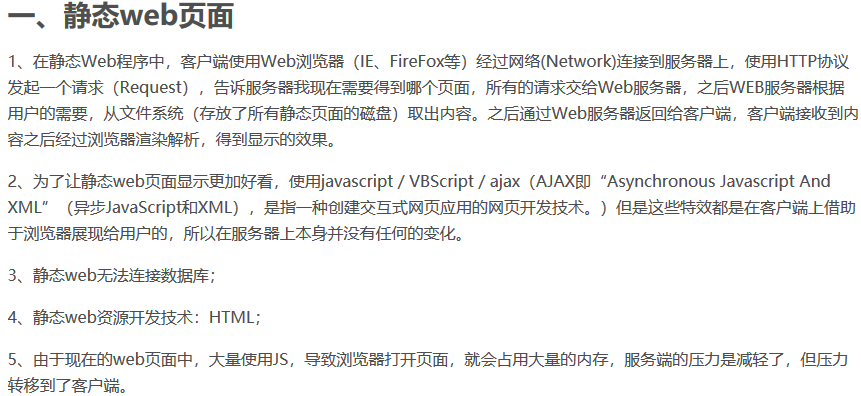 一、静态web页面
1、在静态Web程序中，客户端使用Web浏览器（IE、FireFox等）经过网络(Network)连接到服务器上，使用HTTP协议
发起一个请求（Request），告诉服务器我现在需要得到哪个页面，所有的请求交给Web服务器，之后WEB服务器根据
用户的需要，从文件系统（存放了所有静态页面的磁盘）取出内容。之后通过Web服务器返回给客户端，客户端接收到内
容之后经过浏览器渲染解析，得到显示的效果。
2、为了让静态web页面显示更加好看，使用javascript / VBScript / ajax（AJAX即“Asynchronous Javascript And
XML”（异步JavaScript和XML），是指一种创建交互式网页应用的网页开发技术。）但是这些特效都是在客户端上借助
于浏览器展现给用户的，所以在服务器上本身并没有任何的变化。
3、静态web无法连接数据库；
4、静态web资源开发技术：HTML；
5、由于现在的web页面中，大量使用JS，导致浏览器打开页面，就会占用大量的内存，服务端的压力是减轻了，但压力
转移到了客户端。